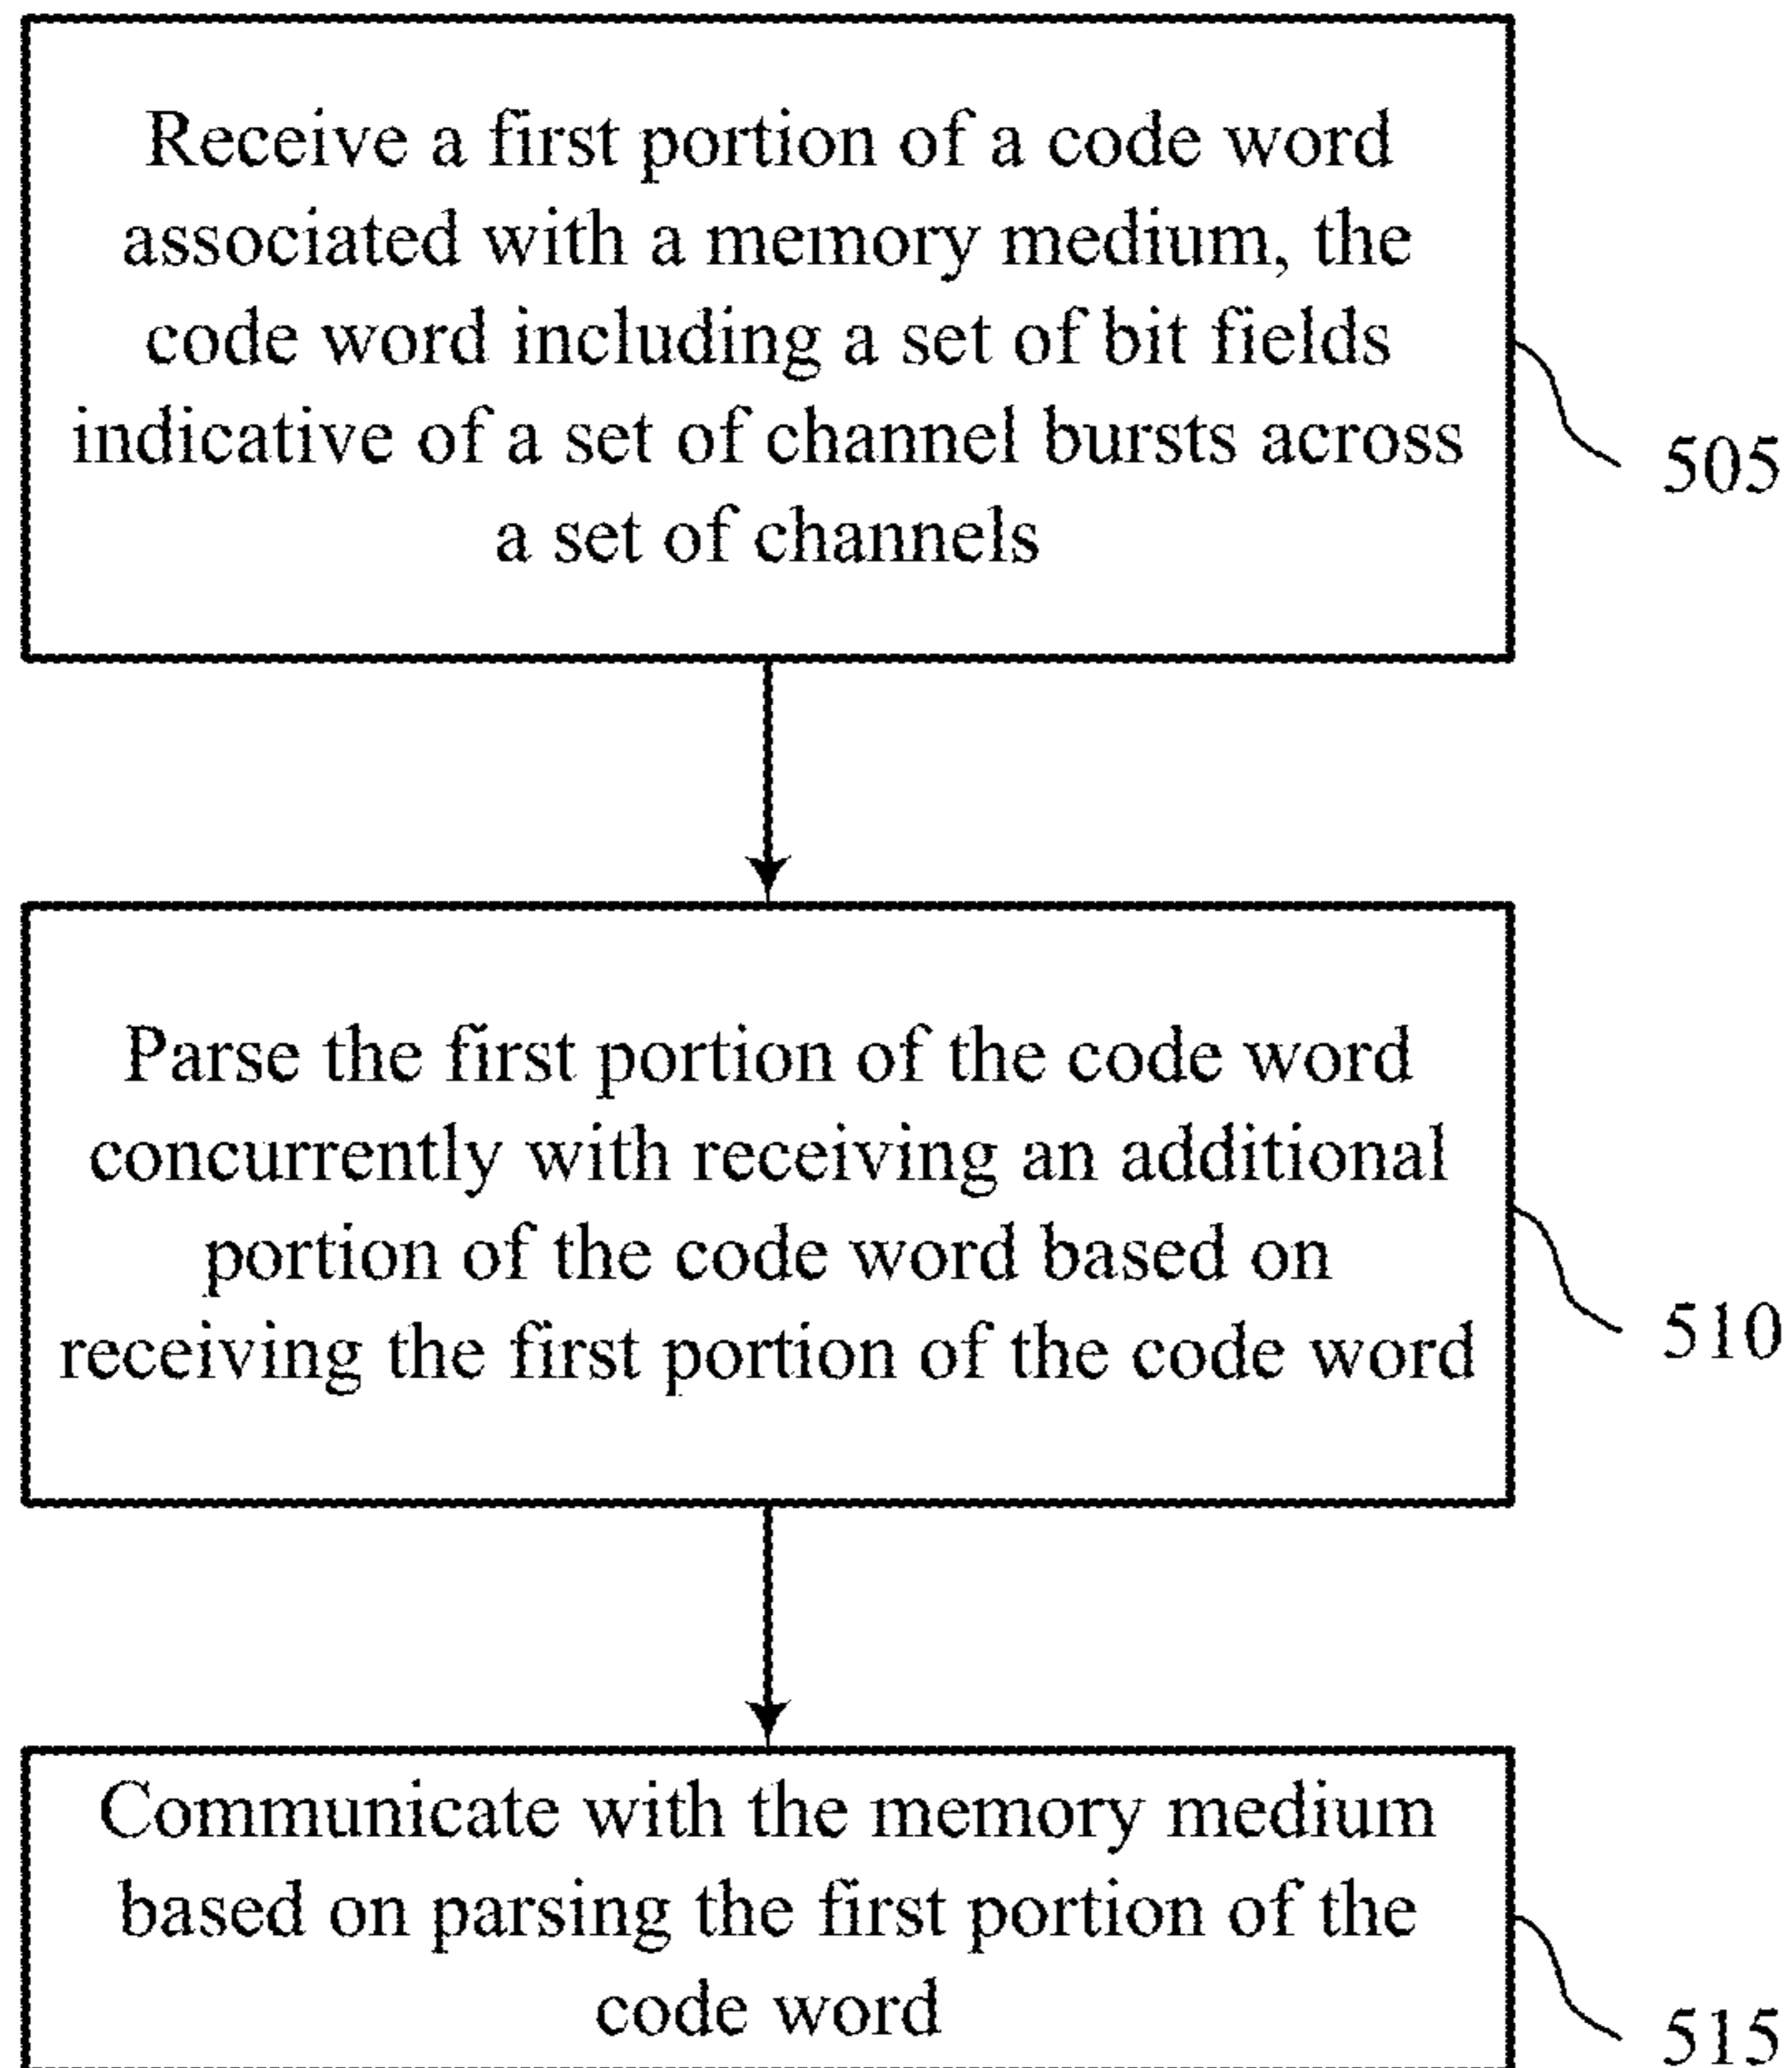 Receive a first portion of a code word
associated with a memory medium, the
code word including a set of bit fields
indicative of a set of channel bursts across
a set of channels
505
Parse the first portion of the code word
concurrently with receiving an additional
portion of the code word based on
receiving the first portion of the code word
510
Communicate with the memory medium
based on parsing the first portion of the
code word
515